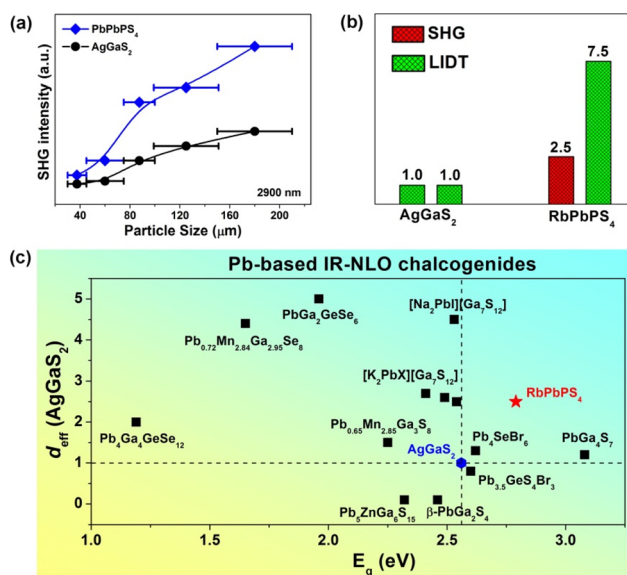 (a)
PbPbPS₄
AgGaS₂
SHG intensity (a.u.)
2900 nm
40 80 120 160 200
Particle Size (μm)
(b)
SHG
LIDT
1.0 1.0
2.5
7.5
AgGaS₂
RbPbPS₄
(c)
Pb-based IR-NLO chalcogenides
d_eff (AgGaS₂)
5
4
3
2
1
0
PbGa₂GeSe₆
[Na₂PbI][Ga₇S₁₂]
Pb₀.₇₂Mn₂.₈₄Ga₂.₉₅Se₈
[K₂PbX][Ga₇S₁₂]
RbPbPS₄
Pb₄Ga₄GeSe₁₂
Pb₀.₆₅Mn₂.₈₅Ga₃S₈
Pb₄SeBr₆
AgGaS₂
PbGa₄S₇
Pb₃.₅GeS₄Br₃
Pb₅ZnGa₆S₁₅
β-PbGa₂S₄
1.0 1.5 2.0 2.5 3.0
E_g (eV)